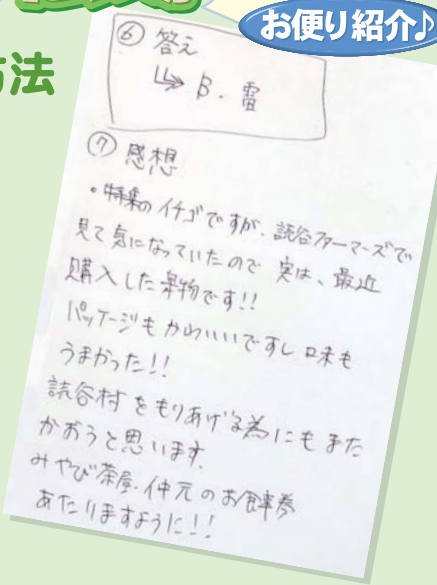 お便り紹介♪
方法
⑥ 答え
↳ B. 雷
⑦ 感想
・特集のイチゴですが、読谷ファーマーズで
見て気になっていたので 実は、最近
購入した果物です!!
パッケージもかわいいですし 味も
うまかった!!
読谷村をもりあげる為にもまた
かおうと思います。
みやび茶屋・仲元のお食事券
あたりますように!!